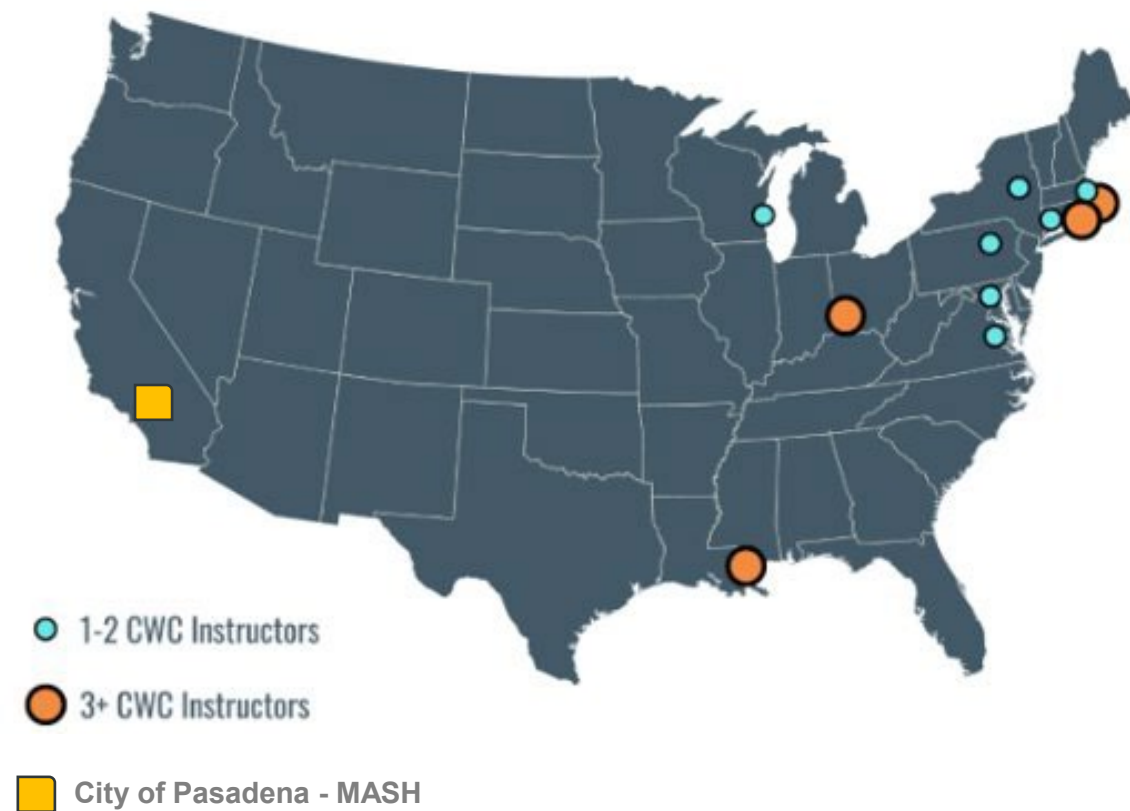 1-2 CWC Instructors
3+ CWC Instructors
City of Pasadena - MASH